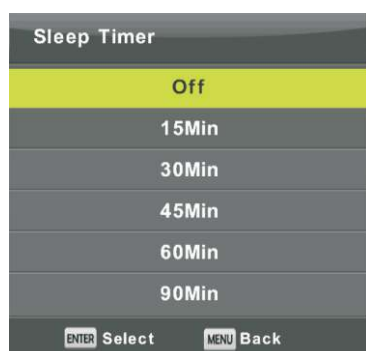 Sleep Timer
Off
15Min
30Min
45Min
60Min
90Min
ENTER Select MENU Back